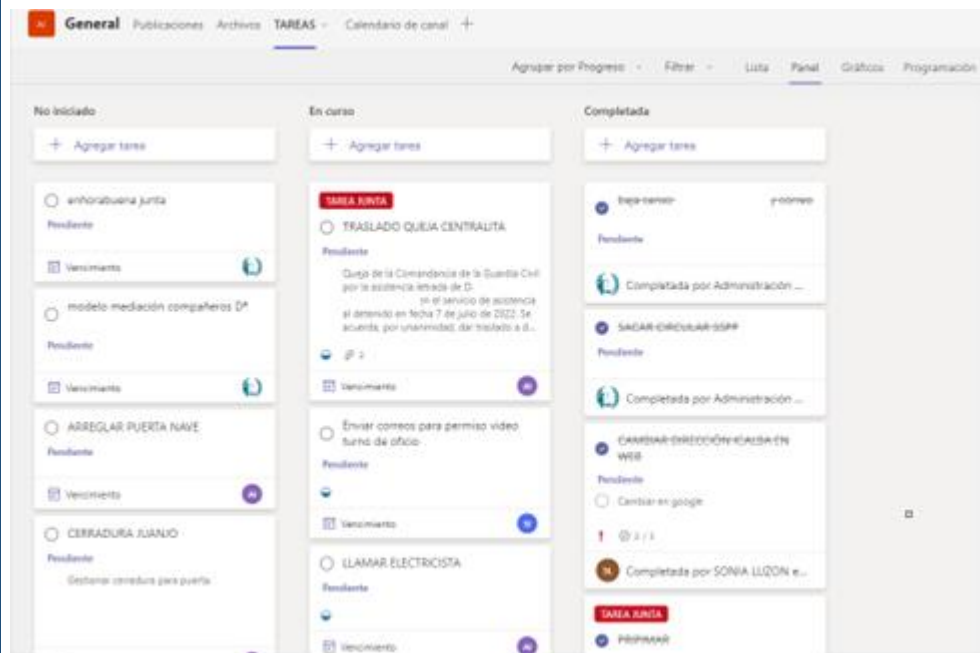 General Publicaciones Archivos TAREAS Calendario de canal +
Agrupar por Progreso Filtrar Lista Panel Gráficos Programación
No iniciado
+ Agregar tarea
enhorabuena junta
Pendiente
Vencimiento
modelo mediación compañeros Dª
Pendiente
Vencimiento
ARREGLAR PUERTA NAVE
Pendiente
Vencimiento
AI
CERRADURA JUANJO
Pendiente
Gestionar cerradura para puerta
En curso
+ Agregar tarea
TAREA JUNTA
TRASLADO QUEJA CENTRALITA
Pendiente
Queja de la Comandancia de la Guardia Civil
por la asistencia letrada de D.
en el servicio de asistencia
al detenido en fecha 7 de julio de 2022. Se
acuerda, por unanimidad, dar traslado a d...
Vencimiento
AI
Enviar correos para permiso video
turno de oficio
Pendiente
Vencimiento
LLAMAR ELECTRICISTA
Pendiente
Vencimiento
Completada
+ Agregar tarea
y correo
Pendiente
Completada por Administración ...
SACAR CIRCULAR SSPP
Pendiente
Completada por Administración ...
CAMBIAR DIRECCIÓN ICALBA EN
WEB
Pendiente
Cambiar en google
Completada por SONIA LUZON e...
TAREA JUNTA